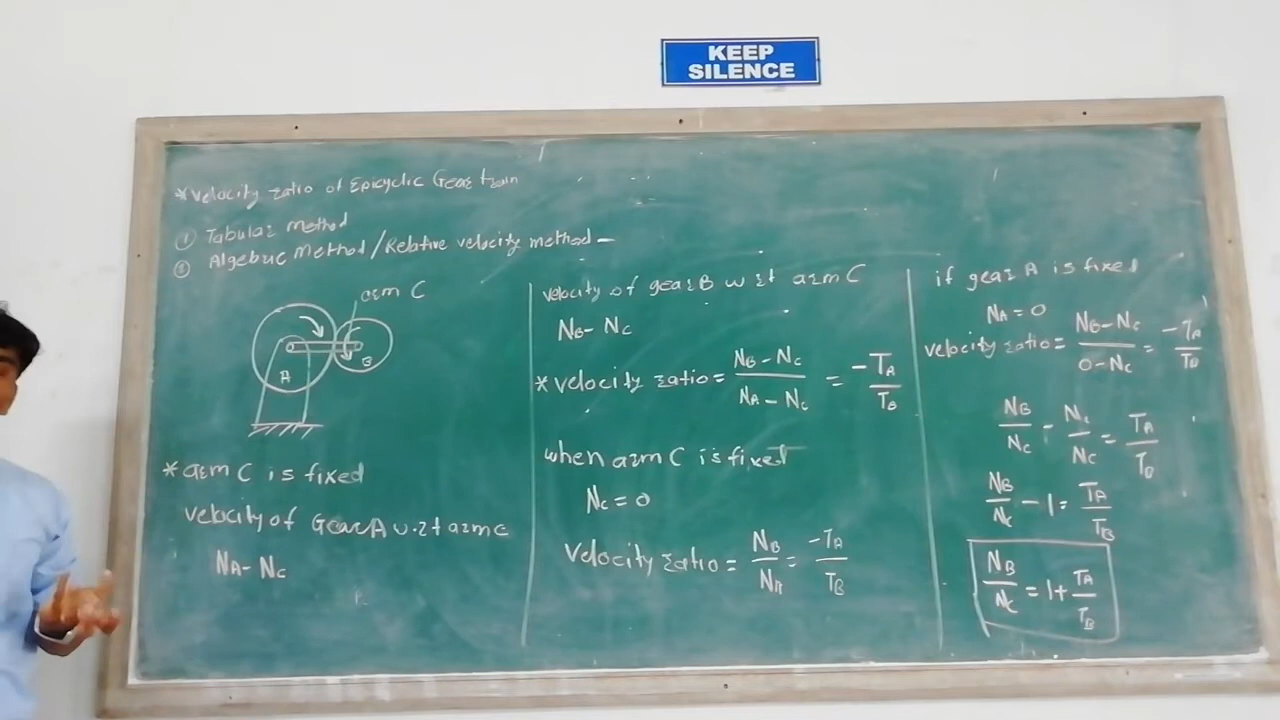 KEEP
SILENCE
*Velocity ratio of Epicyclic Gear train
① Tabular method
② Algebric Method/Relative velocity method-
arm C
A
B
* arm C is fixed
velocity of Gear A w.r.t arm C
NA - NC
velocity of gear B w r t arm C
NB - NC
* velocity ratio = (NB - NC)/(NA - NC) = -TA/TB
when arm C is fixed
NC = 0
velocity ratio = NB/NA = -TA/TB
if gear A is fixed
NA = 0
velocity ratio = (NB - NC)/(0 - NC) = -TA/TB
NB/NC - NC/NC = TA/TB
NB/NC - 1 = TA/TB
NB/NC = 1 + TA/TB